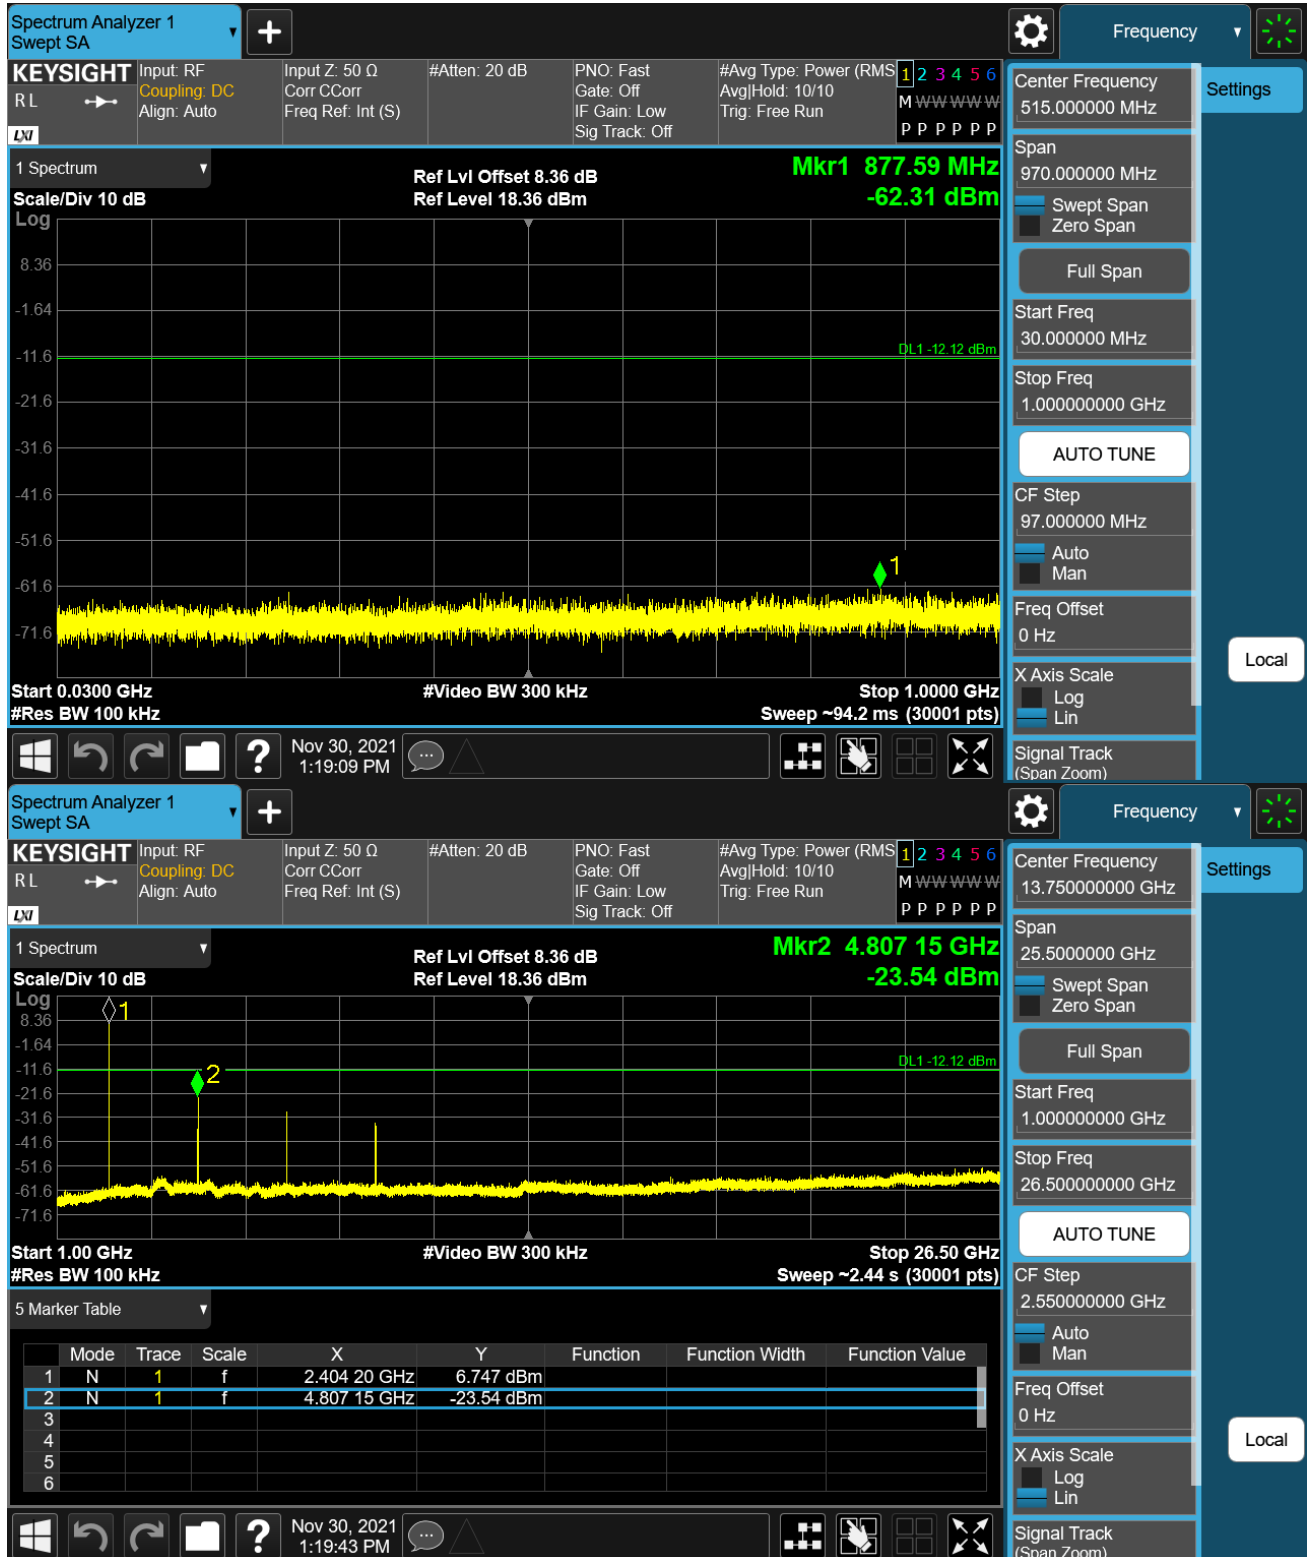 Spectrum Analyzer 1
Swept SA
Frequency
KEYSIGHT
R L
LXI
Input: RF
Coupling: DC
Align: Auto
Input Z: 50 Ω
Corr CCorr
Freq Ref: Int (S)
#Atten: 20 dB
PNO: Fast
Gate: Off
IF Gain: Low
Sig Track: Off
#Avg Type: Power (RMS
Avg|Hold: 10/10
Trig: Free Run
1 2 3 4 5 6
M W W W W W
P P P P P P
1 Spectrum
Scale/Div 10 dB
Log
Ref Lvl Offset 8.36 dB
Ref Level 18.36 dBm
Mkr1 877.59 MHz
-62.31 dBm
8.36
-1.64
-11.6
-21.6
-31.6
-41.6
-51.6
-61.6
-71.6
DL1 -12.12 dBm
1
Start 0.0300 GHz
#Res BW 100 kHz
#Video BW 300 kHz
Stop 1.0000 GHz
Sweep ~94.2 ms (30001 pts)
?
Nov 30, 2021
1:19:09 PM
Center Frequency
515.000000 MHz
Span
970.000000 MHz
Swept Span
Zero Span
Full Span
Start Freq
30.000000 MHz
Stop Freq
1.000000000 GHz
AUTO TUNE
CF Step
97.000000 MHz
Auto
Man
Freq Offset
0 Hz
X Axis Scale
Log
Lin
Signal Track
(Span Zoom)
Settings
Local
Spectrum Analyzer 1
Swept SA
Frequency
KEYSIGHT
R L
LXI
Input: RF
Coupling: DC
Align: Auto
Input Z: 50 Ω
Corr CCorr
Freq Ref: Int (S)
#Atten: 20 dB
PNO: Fast
Gate: Off
IF Gain: Low
Sig Track: Off
#Avg Type: Power (RMS
Avg|Hold: 10/10
Trig: Free Run
1 2 3 4 5 6
M W W W W W
P P P P P P
1 Spectrum
Scale/Div 10 dB
Log
Ref Lvl Offset 8.36 dB
Ref Level 18.36 dBm
Mkr2 4.807 15 GHz
-23.54 dBm
8.36
-1.64
-11.6
-21.6
-31.6
-41.6
-51.6
-61.6
-71.6
1
2
DL1 -12.12 dBm
Start 1.00 GHz
#Res BW 100 kHz
#Video BW 300 kHz
Stop 26.50 GHz
Sweep ~2.44 s (30001 pts)
5 Marker Table
Mode Trace Scale X Y Function Function Width Function Value
1 N 1 f 2.404 20 GHz 6.747 dBm
2 N 1 f 4.807 15 GHz -23.54 dBm
3
4
5
6
?
Nov 30, 2021
1:19:43 PM
Center Frequency
13.750000000 GHz
Span
25.5000000 GHz
Swept Span
Zero Span
Full Span
Start Freq
1.000000000 GHz
Stop Freq
26.500000000 GHz
AUTO TUNE
CF Step
2.550000000 GHz
Auto
Man
Freq Offset
0 Hz
X Axis Scale
Log
Lin
Signal Track
(Span Zoom)
Settings
Local